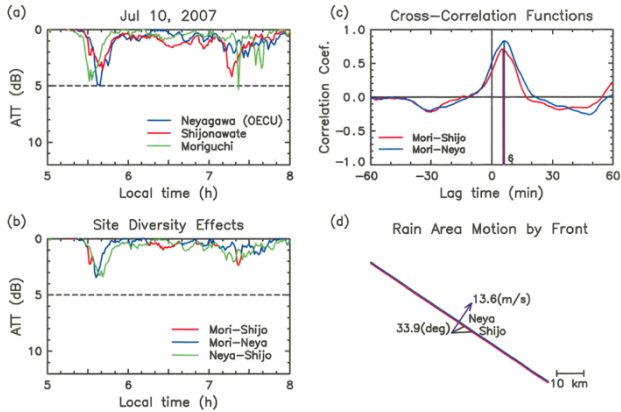 (a) Jul 10, 2007
0
5
10
ATT (dB)
Neyagawa (OECU)
Shijonawate
Moriguchi
5 6 7 8
Local time (h)
(b) Site Diversity Effects
0
5
10
ATT (dB)
Mori-Shijo
Mori-Neya
Neya-Shijo
5 6 7 8
Local time (h)
(c) Cross-Correlation Functions
1.0
0.5
0.0
-0.5
-1.0
Correlation Coef.
Mori-Shijo
Mori-Neya
6
-60 -30 0 30 60
Lag time (min)
(d) Rain Area Motion by Front
13.6(m/s)
Neya
33.9(deg)
Shijo
10 km